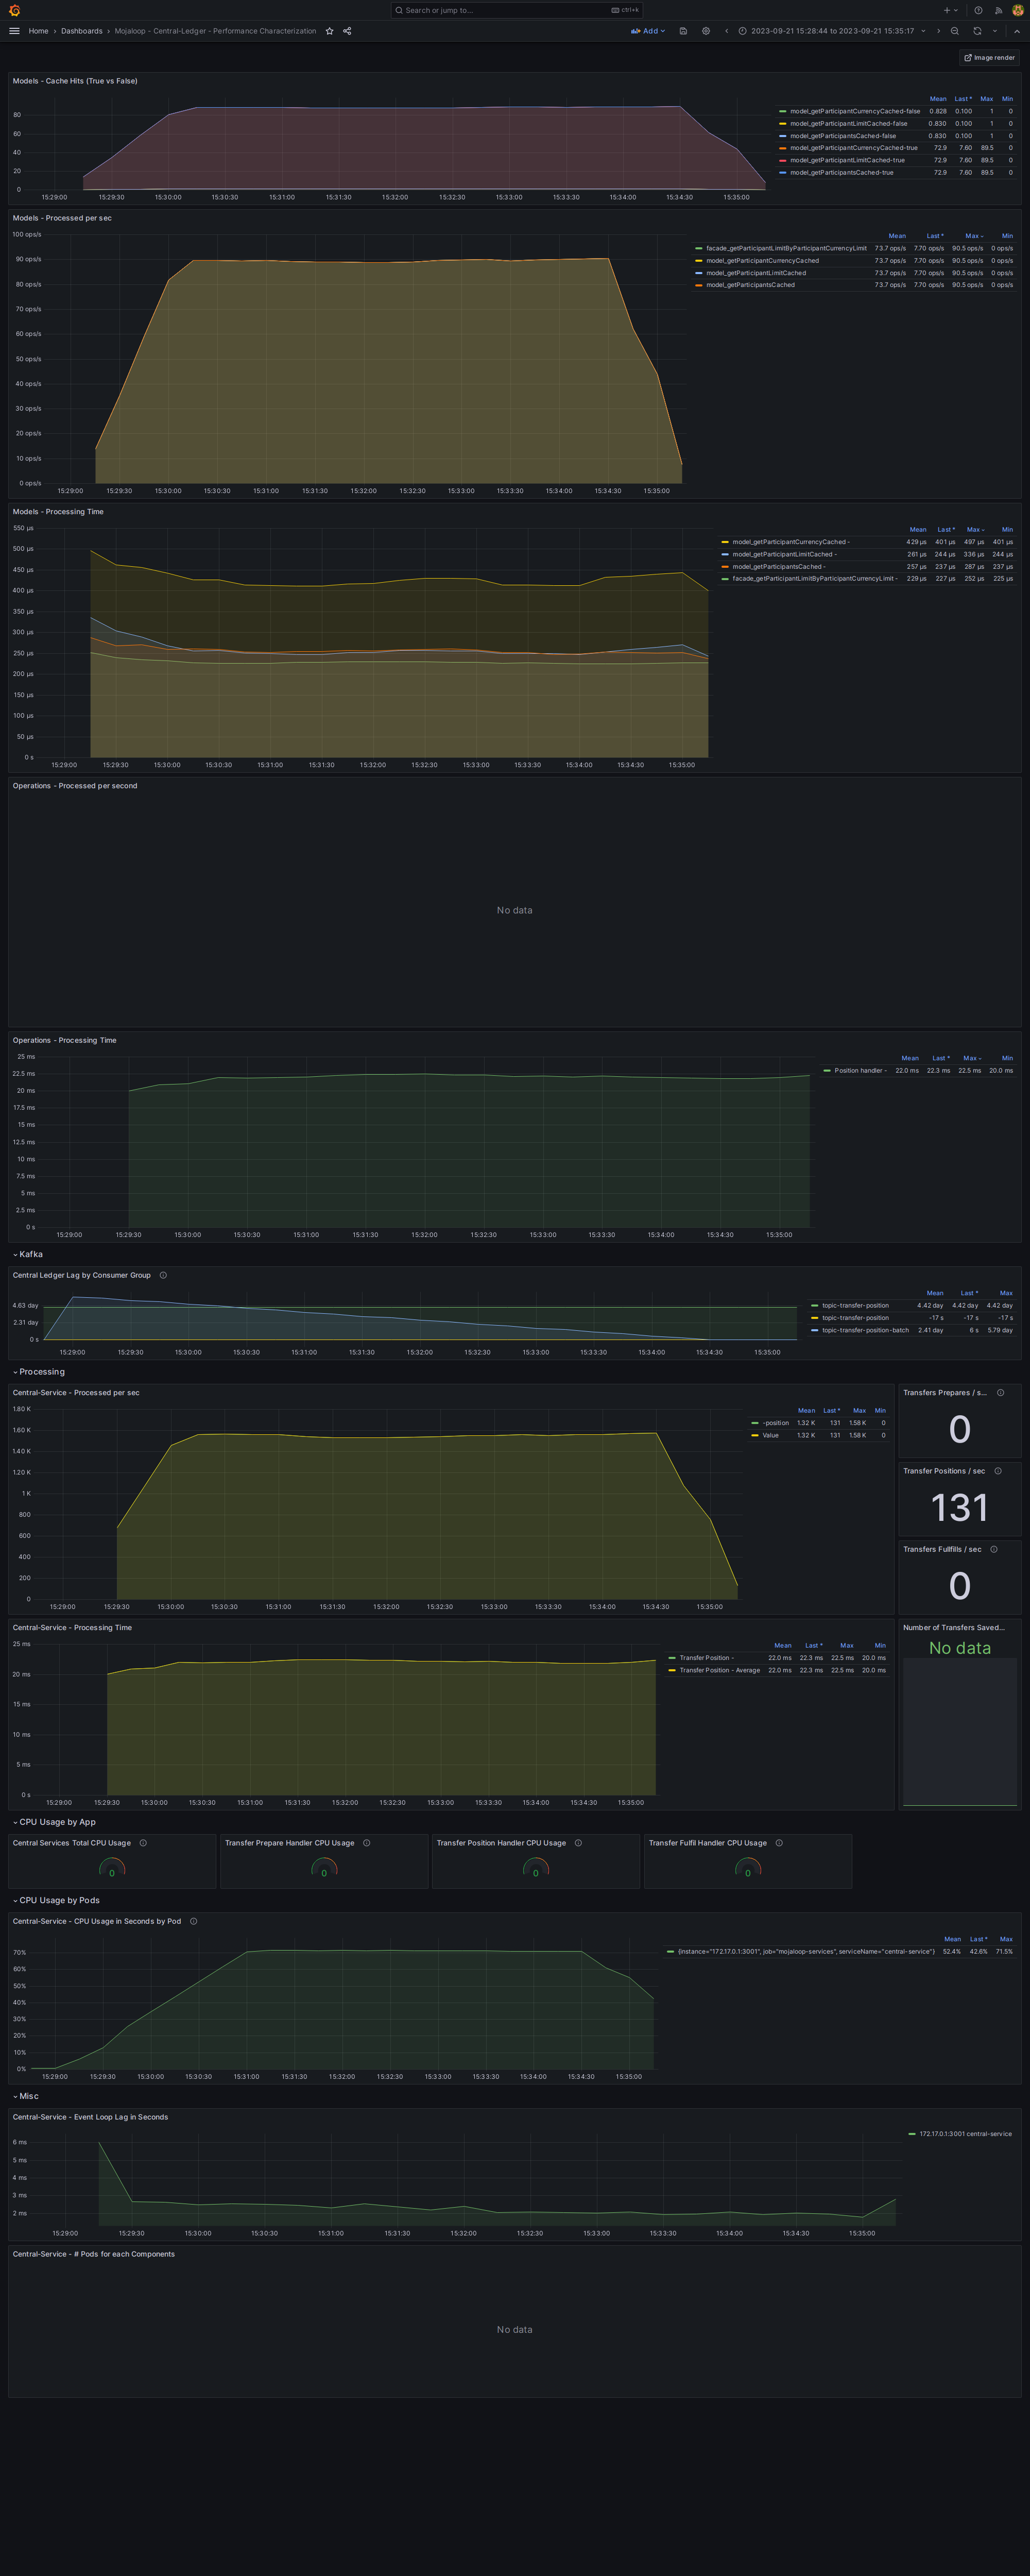 Search or jump to... ctrl+k
Home › Dashboards › Mojaloop - Central-Ledger - Performance Characterization Add 2023-09-21 15:28:44 to 2023-09-21 15:35:17
Image render
Models - Cache Hits (True vs False)
80
60
40
20
0
15:29:00 15:29:30 15:30:00 15:30:30 15:31:00 15:31:30 15:32:00 15:32:30 15:33:00 15:33:30 15:34:00 15:34:30 15:35:00
Mean Last * Max Min
model_getParticipantCurrencyCached-false 0.828 0.100 1 0
model_getParticipantLimitCached-false 0.830 0.100 1 0
model_getParticipantsCached-false 0.830 0.100 1 0
model_getParticipantCurrencyCached-true 72.9 7.60 89.5 0
model_getParticipantLimitCached-true 72.9 7.60 89.5 0
model_getParticipantsCached-true 72.9 7.60 89.5 0
Models - Processed per sec
100 ops/s
90 ops/s
80 ops/s
70 ops/s
60 ops/s
50 ops/s
40 ops/s
30 ops/s
20 ops/s
10 ops/s
0 ops/s
15:29:00 15:29:30 15:30:00 15:30:30 15:31:00 15:31:30 15:32:00 15:32:30 15:33:00 15:33:30 15:34:00 15:34:30 15:35:00
Mean Last * Max Min
facade_getParticipantLimitByParticipantCurrencyLimit 73.7 ops/s 7.70 ops/s 90.5 ops/s 0 ops/s
model_getParticipantCurrencyCached 73.7 ops/s 7.70 ops/s 90.5 ops/s 0 ops/s
model_getParticipantLimitCached 73.7 ops/s 7.70 ops/s 90.5 ops/s 0 ops/s
model_getParticipantsCached 73.7 ops/s 7.70 ops/s 90.5 ops/s 0 ops/s
Models - Processing Time
550 µs
500 µs
450 µs
400 µs
350 µs
300 µs
250 µs
200 µs
150 µs
100 µs
50 µs
0 s
15:29:00 15:29:30 15:30:00 15:30:30 15:31:00 15:31:30 15:32:00 15:32:30 15:33:00 15:33:30 15:34:00 15:34:30 15:35:00
Mean Last * Max Min
model_getParticipantCurrencyCached - 429 µs 401 µs 497 µs 401 µs
model_getParticipantLimitCached - 261 µs 244 µs 336 µs 244 µs
model_getParticipantsCached - 257 µs 237 µs 287 µs 237 µs
facade_getParticipantLimitByParticipantCurrencyLimit - 229 µs 227 µs 252 µs 225 µs
Operations - Processed per second
No data
Operations - Processing Time
25 ms
22.5 ms
20 ms
17.5 ms
15 ms
12.5 ms
10 ms
7.5 ms
5 ms
2.5 ms
0 s
15:29:00 15:29:30 15:30:00 15:30:30 15:31:00 15:31:30 15:32:00 15:32:30 15:33:00 15:33:30 15:34:00 15:34:30 15:35:00
Mean Last * Max Min
Position handler - 22.0 ms 22.3 ms 22.5 ms 20.0 ms
Kafka
Central Ledger Lag by Consumer Group
4.63 day
2.31 day
0 s
15:29:00 15:29:30 15:30:00 15:30:30 15:31:00 15:31:30 15:32:00 15:32:30 15:33:00 15:33:30 15:34:00 15:34:30 15:35:00
Mean Last * Max
topic-transfer-position 4.42 day 4.42 day 4.42 day
topic-transfer-position -17 s -17 s -17 s
topic-transfer-position-batch 2.41 day 6 s 5.79 day
Processing
Central-Service - Processed per sec
1.80 K
1.60 K
1.40 K
1.20 K
1 K
800
600
400
200
0
15:29:00 15:29:30 15:30:00 15:30:30 15:31:00 15:31:30 15:32:00 15:32:30 15:33:00 15:33:30 15:34:00 15:34:30 15:35:00
Mean Last * Max Min
-position 1.32 K 131 1.58 K 0
Value 1.32 K 131 1.58 K 0
Transfers Prepares / s...
0
Transfer Positions / sec
131
Transfers Fullfills / sec
0
Central-Service - Processing Time
25 ms
20 ms
15 ms
10 ms
5 ms
0 s
15:29:00 15:29:30 15:30:00 15:30:30 15:31:00 15:31:30 15:32:00 15:32:30 15:33:00 15:33:30 15:34:00 15:34:30 15:35:00
Mean Last * Max Min
Transfer Position - 22.0 ms 22.3 ms 22.5 ms 20.0 ms
Transfer Position - Average 22.0 ms 22.3 ms 22.5 ms 20.0 ms
Number of Transfers Saved...
No data
CPU Usage by App
Central Services Total CPU Usage
0
Transfer Prepare Handler CPU Usage
0
Transfer Position Handler CPU Usage
0
Transfer Fulfil Handler CPU Usage
0
CPU Usage by Pods
Central-Service - CPU Usage in Seconds by Pod
70%
60%
50%
40%
30%
20%
10%
0%
15:29:00 15:29:30 15:30:00 15:30:30 15:31:00 15:31:30 15:32:00 15:32:30 15:33:00 15:33:30 15:34:00 15:34:30 15:35:00
Mean Last * Max
{instance="172.17.0.1:3001", job="mojaloop-services", serviceName="central-service"} 52.4% 42.6% 71.5%
Misc
Central-Service - Event Loop Lag in Seconds
6 ms
5 ms
4 ms
3 ms
2 ms
15:29:00 15:29:30 15:30:00 15:30:30 15:31:00 15:31:30 15:32:00 15:32:30 15:33:00 15:33:30 15:34:00 15:34:30 15:35:00
172.17.0.1:3001 central-service
Central-Service - # Pods for each Components
No data